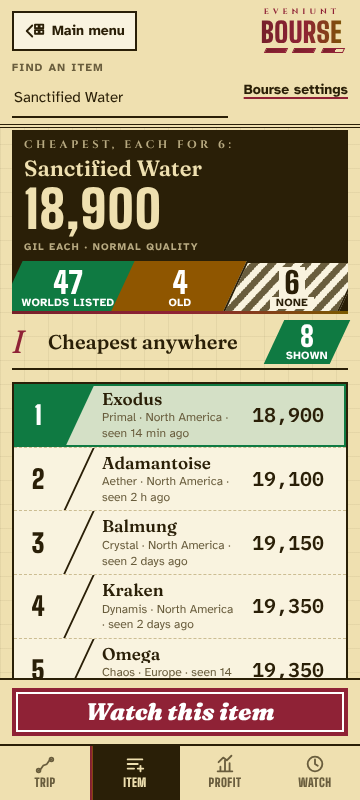 Main menu
EVENIUNT
BOURSE
FIND AN ITEM
Sanctified Water
Bourse settings
CHEAPEST, EACH FOR 6:
Sanctified Water
18,900
GIL EACH · NORMAL QUALITY
47
WORLDS LISTED
4
OLD
6
NONE
I
Cheapest anywhere
8
SHOWN
1
Exodus
Primal · North America ·
seen 14 min ago
18,900
2
Adamantoise
Aether · North America ·
seen 2 h ago
19,100
3
Balmung
Crystal · North America ·
seen 2 days ago
19,150
4
Kraken
Dynamis · North America
· seen 2 days ago
19,350
5
Omega
Chaos · Europe · seen 14
19,350
Watch this item
TRIP
ITEM
PROFIT
WATCH